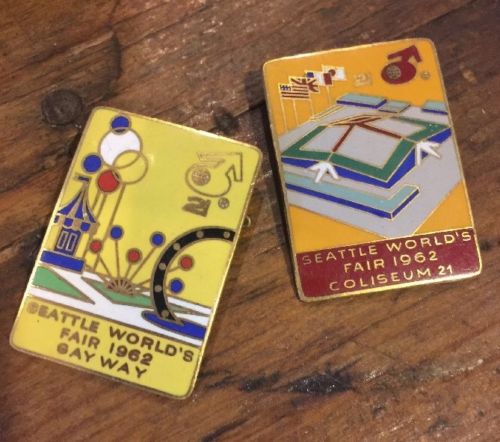 SEATTLE WORLD'S
FAIR 1962
GAY WAY
SEATTLE WORLD'S
FAIR 1962
COLISEUM 21